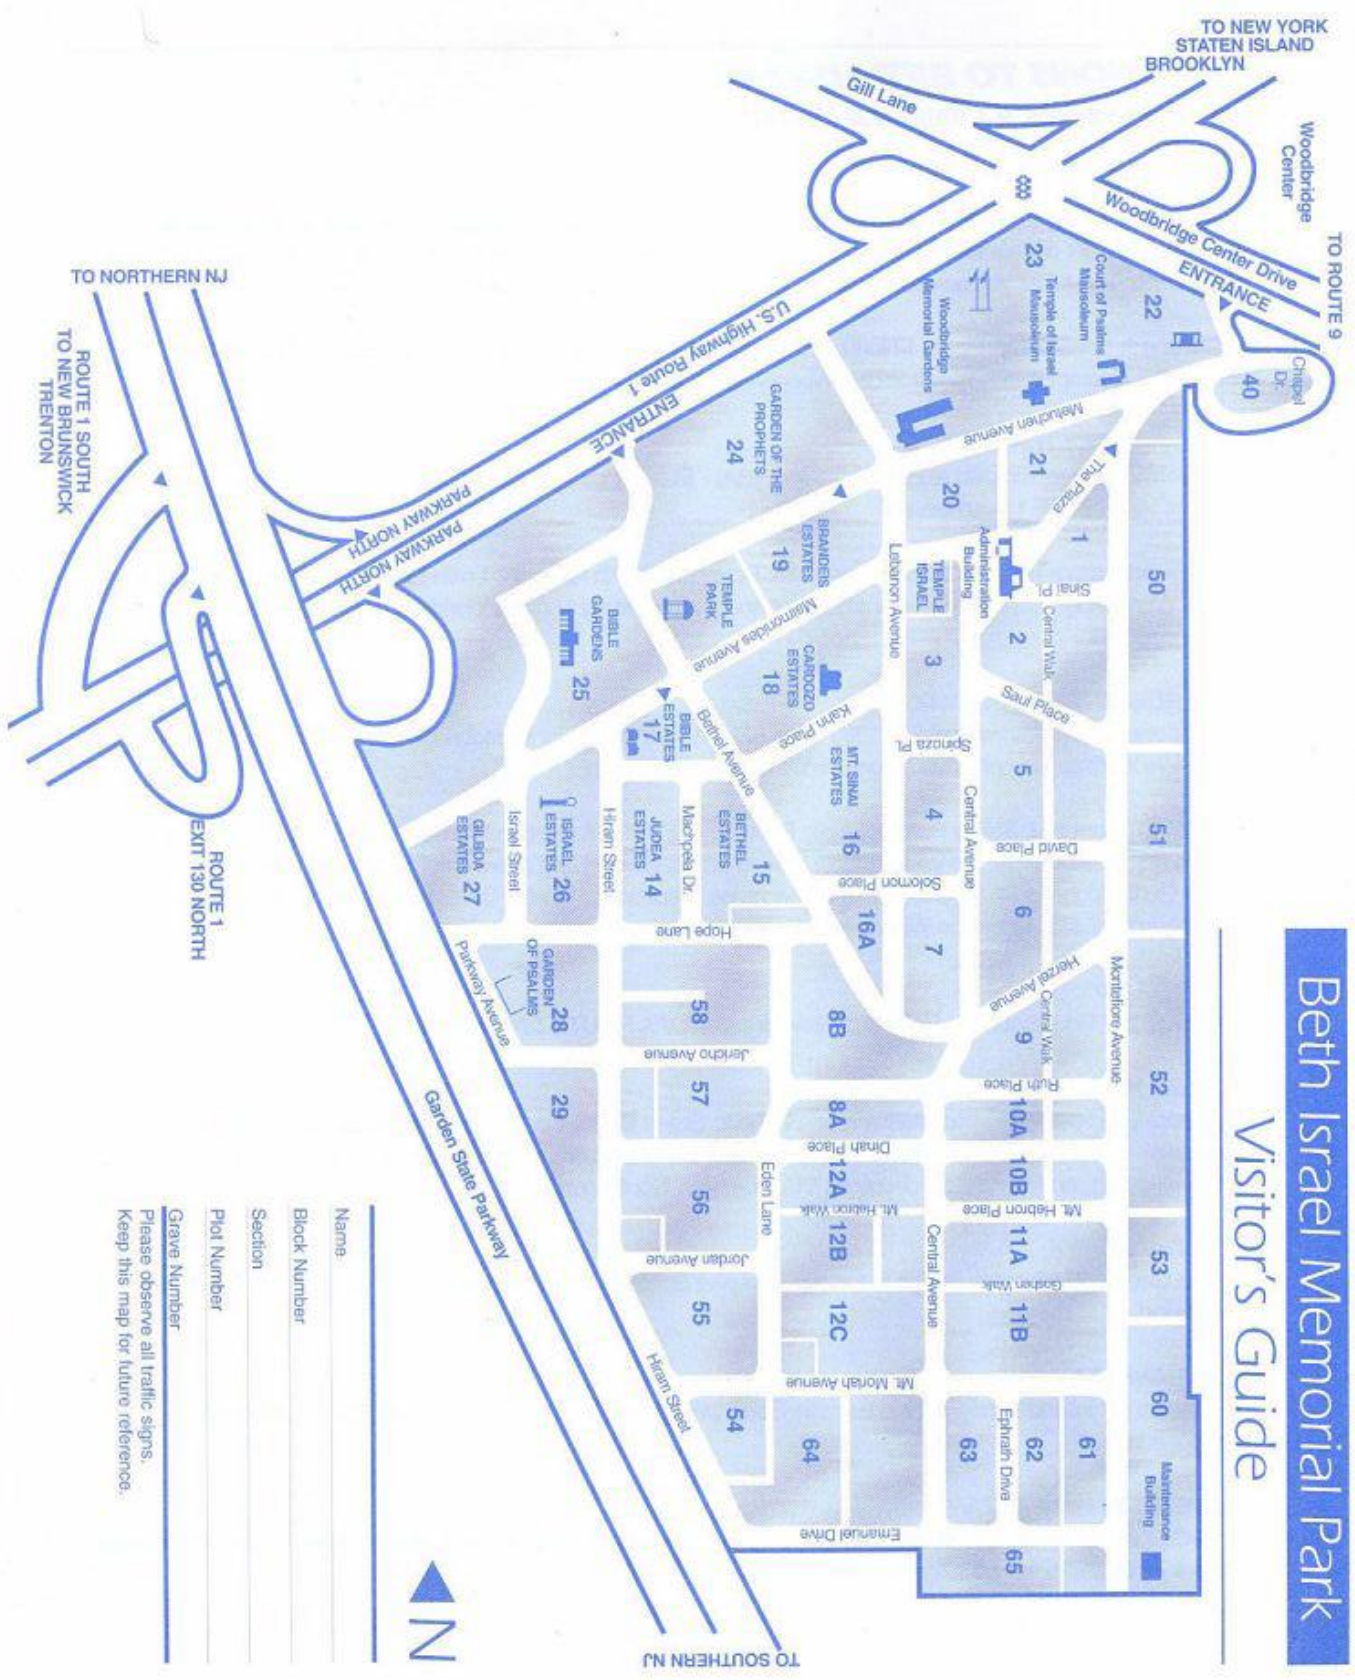 Beth Israel Memorial Park
Visitor's Guide
TO NEW YORK
STATEN ISLAND
BROOKLYN
Gill Lane
Woodbridge
Center
TO ROUTE 9
Woodbridge Center Drive
ENTRANCE
Chapel
Dr.
40
22
Court of Psalms
Mausoleum
23
Temple of Israel
Mausoleum
Woodbridge
Memorial Gardens
Metuchen Avenue
U.S. Highway Route 1
ENTRANCE
PARKWAY NORTH
PARKWAY NORTH
TO NORTHERN NJ
ROUTE 1 SOUTH
TO NEW BRUNSWICK
TRENTON
ROUTE 1
EXIT 130 NORTH
GARDEN OF THE
PROPHETS
24
21
The Plaza
20
1
50
BRANDEIS
ESTATES
19
Administration
Building
Sinai Pl.
TEMPLE
ISRAEL
Lebanon Avenue
TEMPLE
PARK
Maimonides Avenue
Central Walk
2
3
Saul Place
CARDOZO
ESTATES
18
BIBLE
GARDENS
25
Kahn Place
Spinoza Pl.
BIBLE
ESTATES
17
Bethel Avenue
MT. SINAI
ESTATES
16
5
4
Central Avenue
David Place
51
GILBOA
ESTATES 27
Israel Street
ISRAEL
ESTATES 26
Hiram Street
JUDEA
ESTATES 14
Machpela Dr.
BETHEL
ESTATES
15
Solomon Place
16A
6
7
Hope Lane
Herzel Avenue
Montefiore Avenue
Parkway Avenue
GARDEN
OF PSALMS
28
58
8B
Central Walk
9
Jericho Avenue
Ruth Place
52
29
57
8A
10A
Dinah Place
Garden State Parkway
56
Eden Lane
12A
10B
Mt. Hebron Walk
Mt. Hebron Place
12B
11A
Jordan Avenue
Central Avenue
Goshen Walk
53
55
12C
11B
Hiram Street
Mt. Moriah Avenue
60
54
64
63
Ephrath Drive
62
61
Maintenance
Building
Emanuel Drive
65
TO SOUTHERN NJ
N
Name
Block Number
Section
Plot Number
Grave Number
Please observe all traffic signs.
Keep this map for future reference.